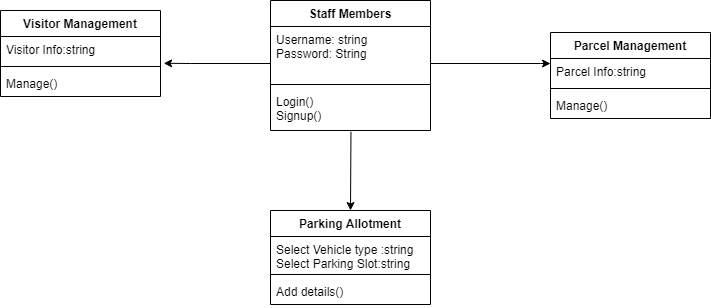 Visitor Management
Visitor Info:string
Manage()
Staff Members
Username: string
Password: String
Login()
Signup()
Parcel Management
Parcel Info:string
Manage()
Parking Allotment
Select Vehicle type :string
Select Parking Slot:string
Add details()